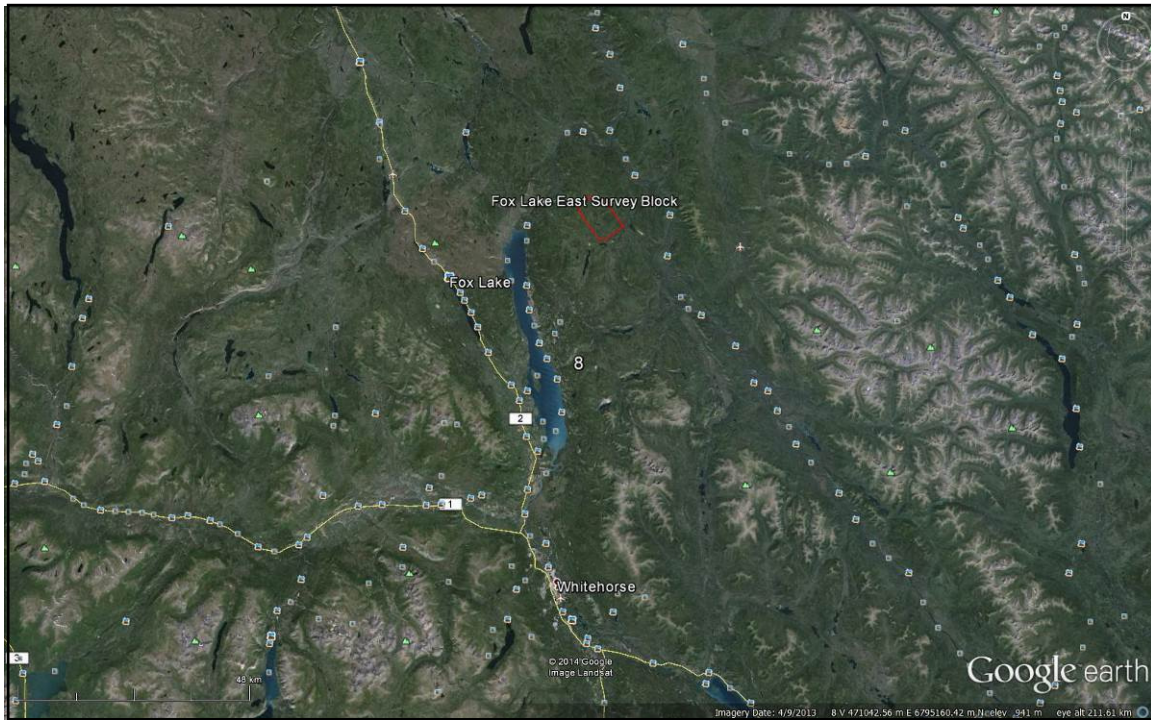 N
Fox Lake East Survey Block
Fox Lake
8
2
1
Whitehorse
3
© 2014 Google
Image Landsat
Google earth
48 km
Imagery Date: 4/9/2013 8 V 471042.56 m E 6795160.42 m N elev 941 m eye alt 211.61 km